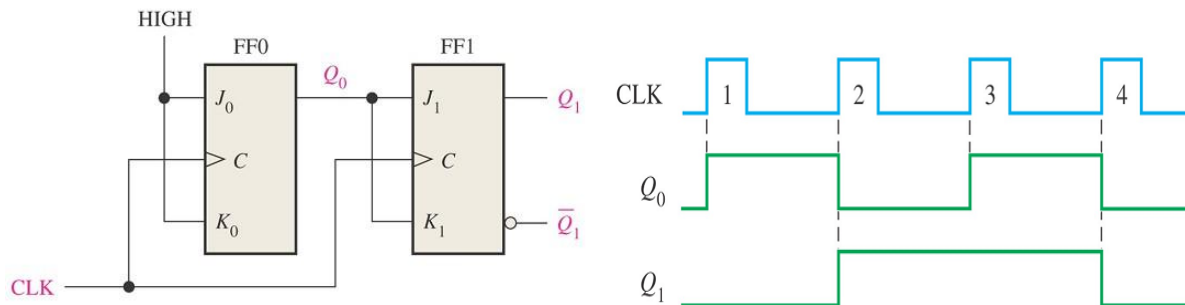 HIGH
FF0
FF1
Q₀
J₀
J₁
Q₁
C
C
K₀
K₁
Q̅₁
CLK
CLK
1
2
3
4
Q₀
Q₁